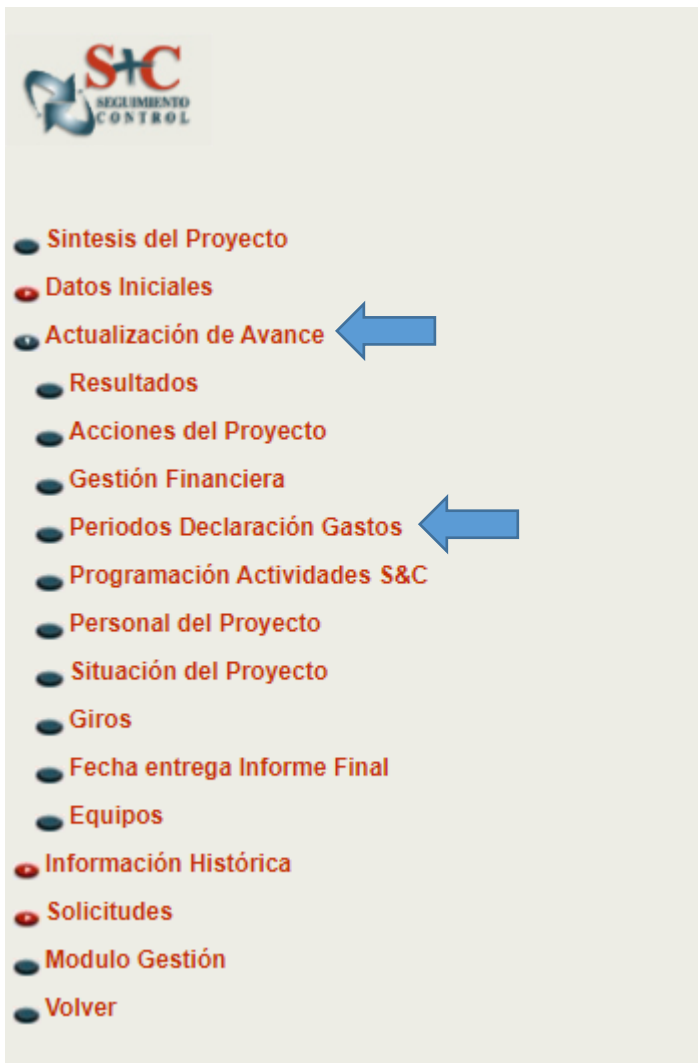 S+C
SEGUIMIENTO
CONTROL
Sintesis del Proyecto
Datos Iniciales
Actualización de Avance
Resultados
Acciones del Proyecto
Gestión Financiera
Periodos Declaración Gastos
Programación Actividades S&C
Personal del Proyecto
Situación del Proyecto
Giros
Fecha entrega Informe Final
Equipos
Información Histórica
Solicitudes
Modulo Gestión
Volver